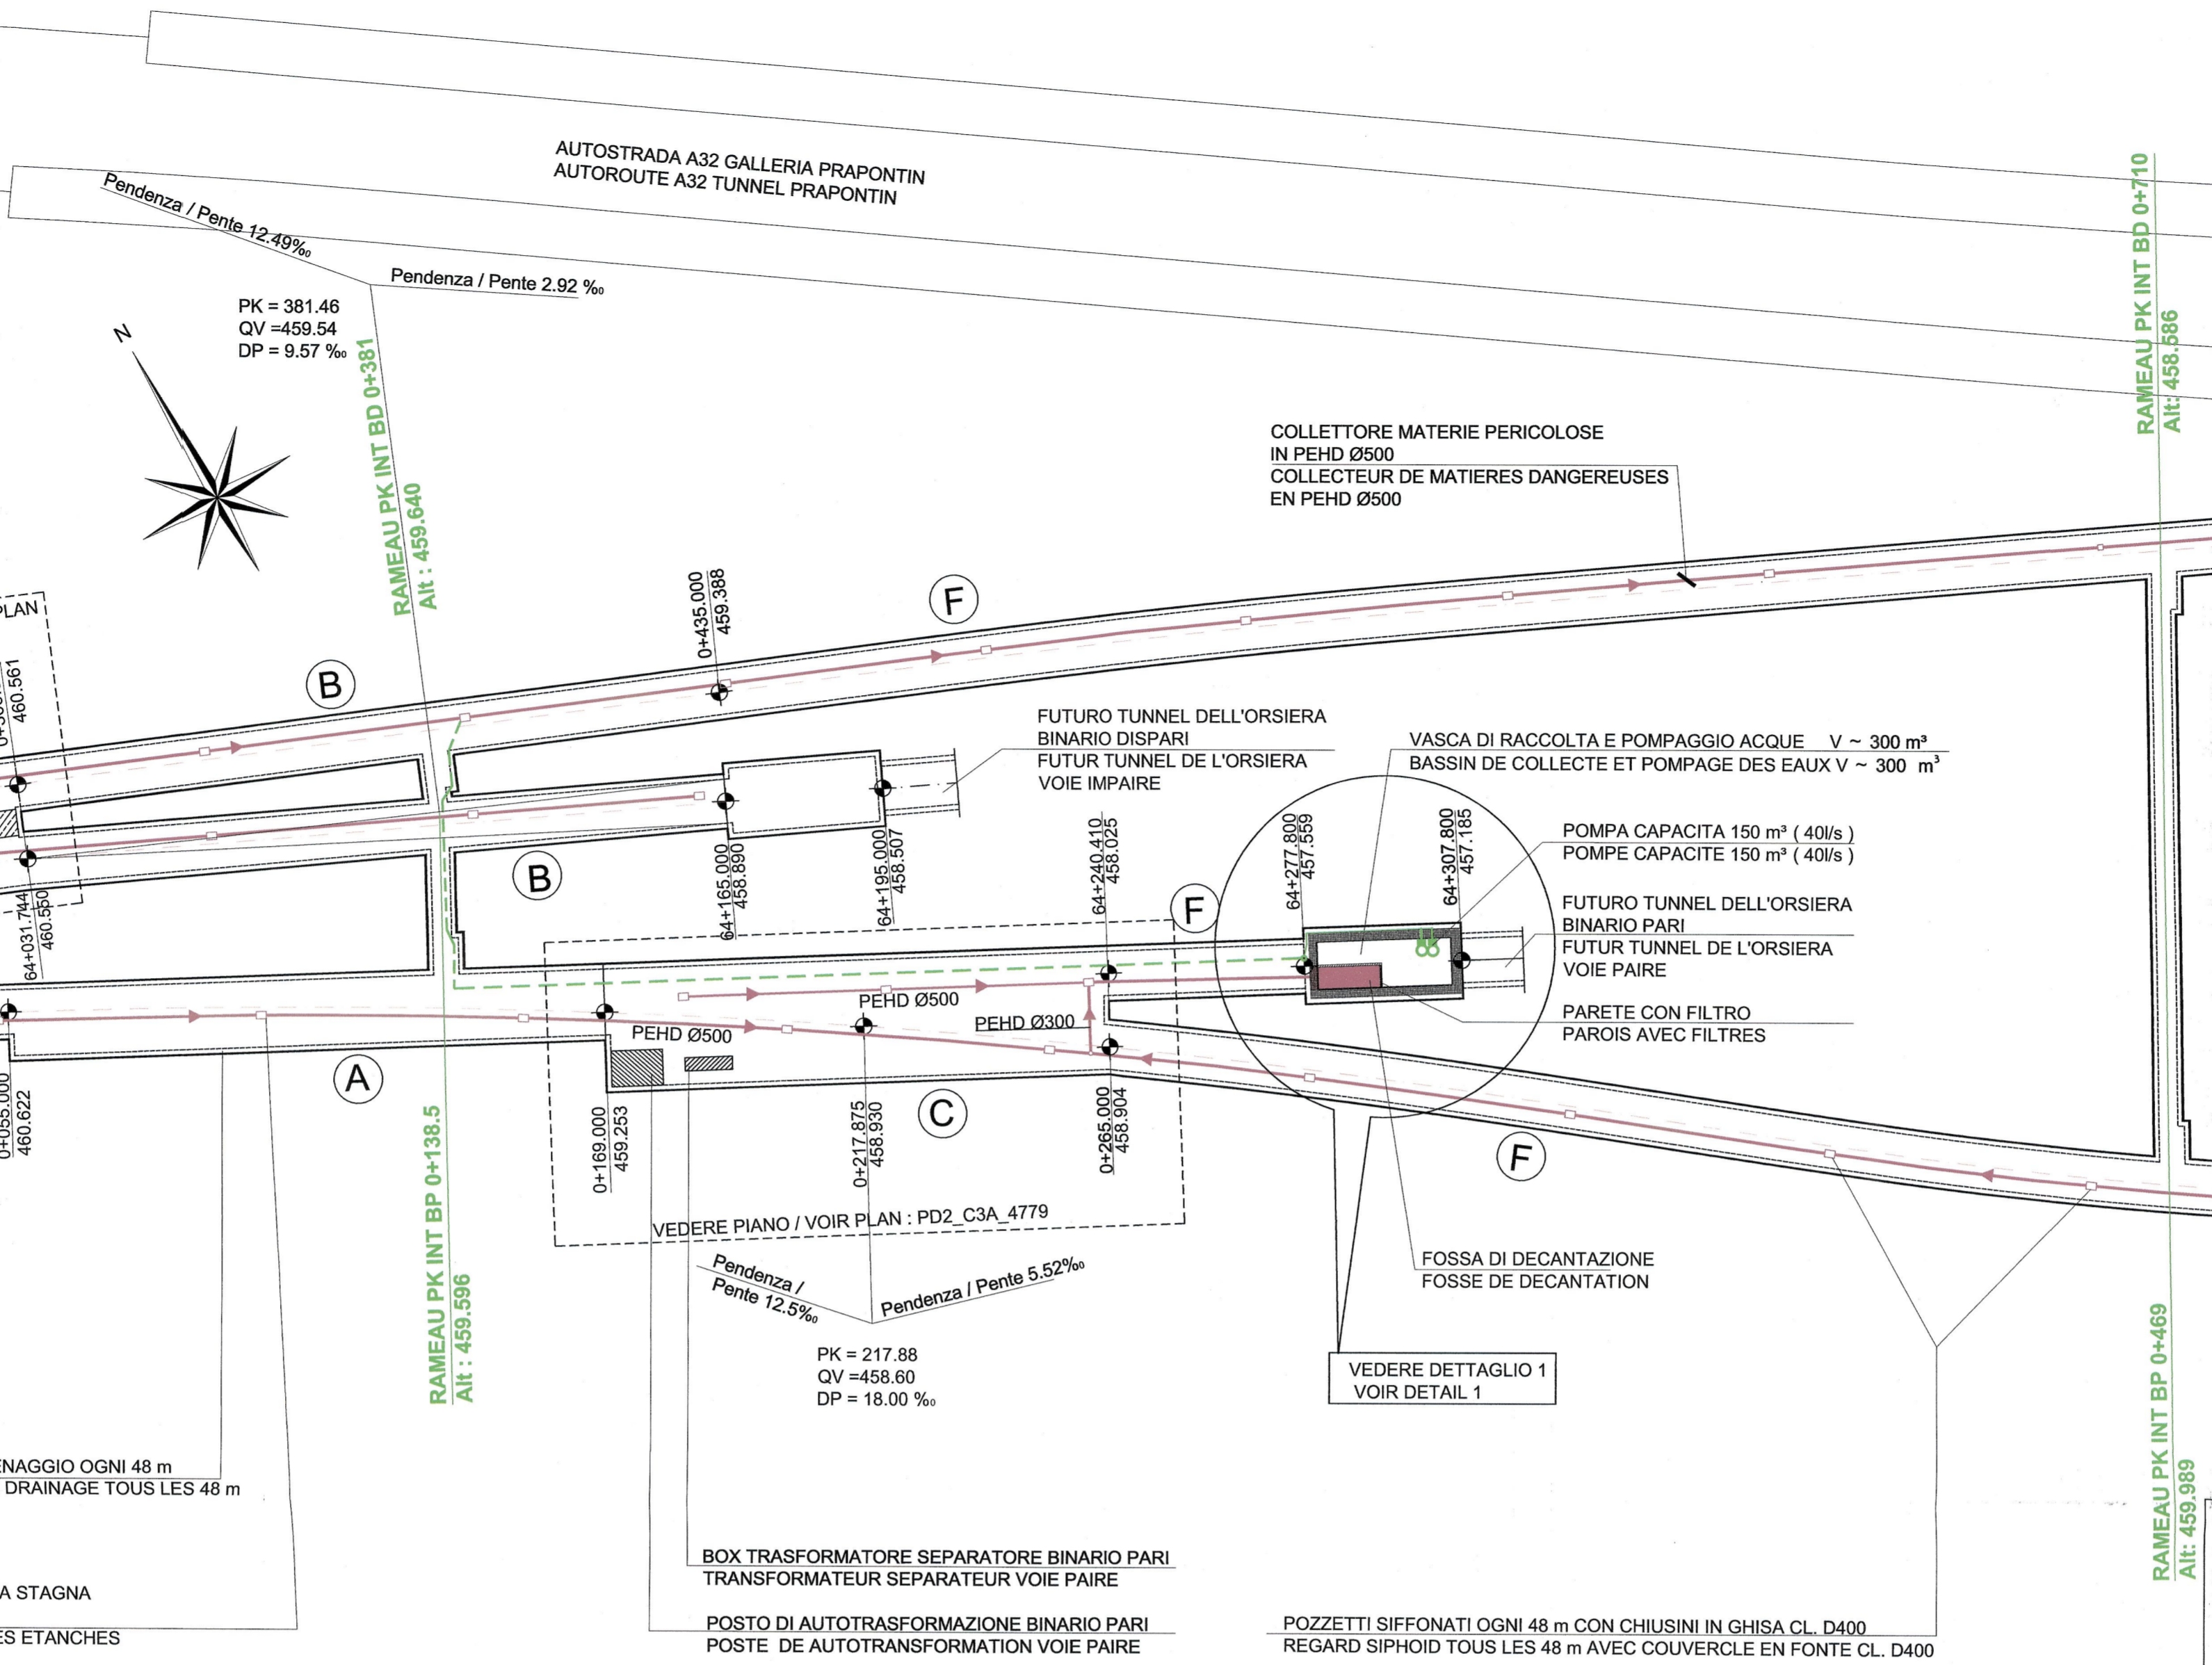 AUTOSTRADA A32 GALLERIA PRAPONTIN
AUTOROUTE A32 TUNNEL PRAPONTIN
Pendenza / Pente 12.49‰
Pendenza / Pente 2.92 ‰
PK = 381.46
QV =459.54
DP = 9.57 ‰
N
RAMEAU PK INT BD 0+381
Alt : 459.640
RAMEAU PK INT BD 0+710
Alt: 458.586
COLLETTORE MATERIE PERICOLOSE
IN PEHD Ø500
COLLECTEUR DE MATIERES DANGEREUSES
EN PEHD Ø500
PLAN
460.561
B
0+435.000
459.388
F
FUTURO TUNNEL DELL'ORSIERA
BINARIO DISPARI
FUTUR TUNNEL DE L'ORSIERA
VOIE IMPAIRE
VASCA DI RACCOLTA E POMPAGGIO ACQUE V ~ 300 m³
BASSIN DE COLLECTE ET POMPAGE DES EAUX V ~ 300 m³
POMPA CAPACITA 150 m³ ( 40l/s )
POMPE CAPACITE 150 m³ ( 40l/s )
FUTURO TUNNEL DELL'ORSIERA
BINARIO PARI
FUTUR TUNNEL DE L'ORSIERA
VOIE PAIRE
PARETE CON FILTRO
PAROIS AVEC FILTRES
64+031.744
460.550
B
64+165.000
458.890
64+195.000
458.507
64+240.410
458.025
F
64+277.800
457.559
64+307.800
457.185
PEHD Ø500
PEHD Ø500
PEHD Ø300
0+055.000
460.622
A
0+169.000
459.253
0+217.875
458.930
C
0+265.000
458.904
F
VEDERE PIANO / VOIR PLAN : PD2_C3A_4779
RAMEAU PK INT BP 0+138.5
Alt : 459.596
Pendenza /
Pente 12.5‰
Pendenza / Pente 5.52‰
PK = 217.88
QV =458.60
DP = 18.00 ‰
FOSSA DI DECANTAZIONE
FOSSE DE DECANTATION
VEDERE DETTAGLIO 1
VOIR DETAIL 1
RAMEAU PK INT BP 0+469
Alt: 459.989
ENAGGIO OGNI 48 m
DRAINAGE TOUS LES 48 m
A STAGNA
ES ETANCHES
BOX TRASFORMATORE SEPARATORE BINARIO PARI
TRANSFORMATEUR SEPARATEUR VOIE PAIRE
POSTO DI AUTOTRASFORMAZIONE BINARIO PARI
POSTE DE AUTOTRANSFORMATION VOIE PAIRE
POZZETTI SIFFONATI OGNI 48 m CON CHIUSINI IN GHISA CL. D400
REGARD SIPHOID TOUS LES 48 m AVEC COUVERCLE EN FONTE CL. D400